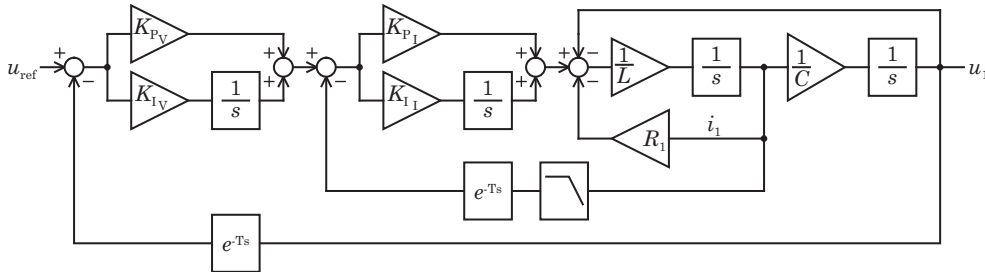 K_PV
K_PI
+
+
+
+
−
−
u_ref
+
+
+
u_1
−
K_IV
1/s
+
−
K_II
1/s
+
−
1/L
1/s
1/C
1/s
R_1
i_1
e^-Ts
e^-Ts